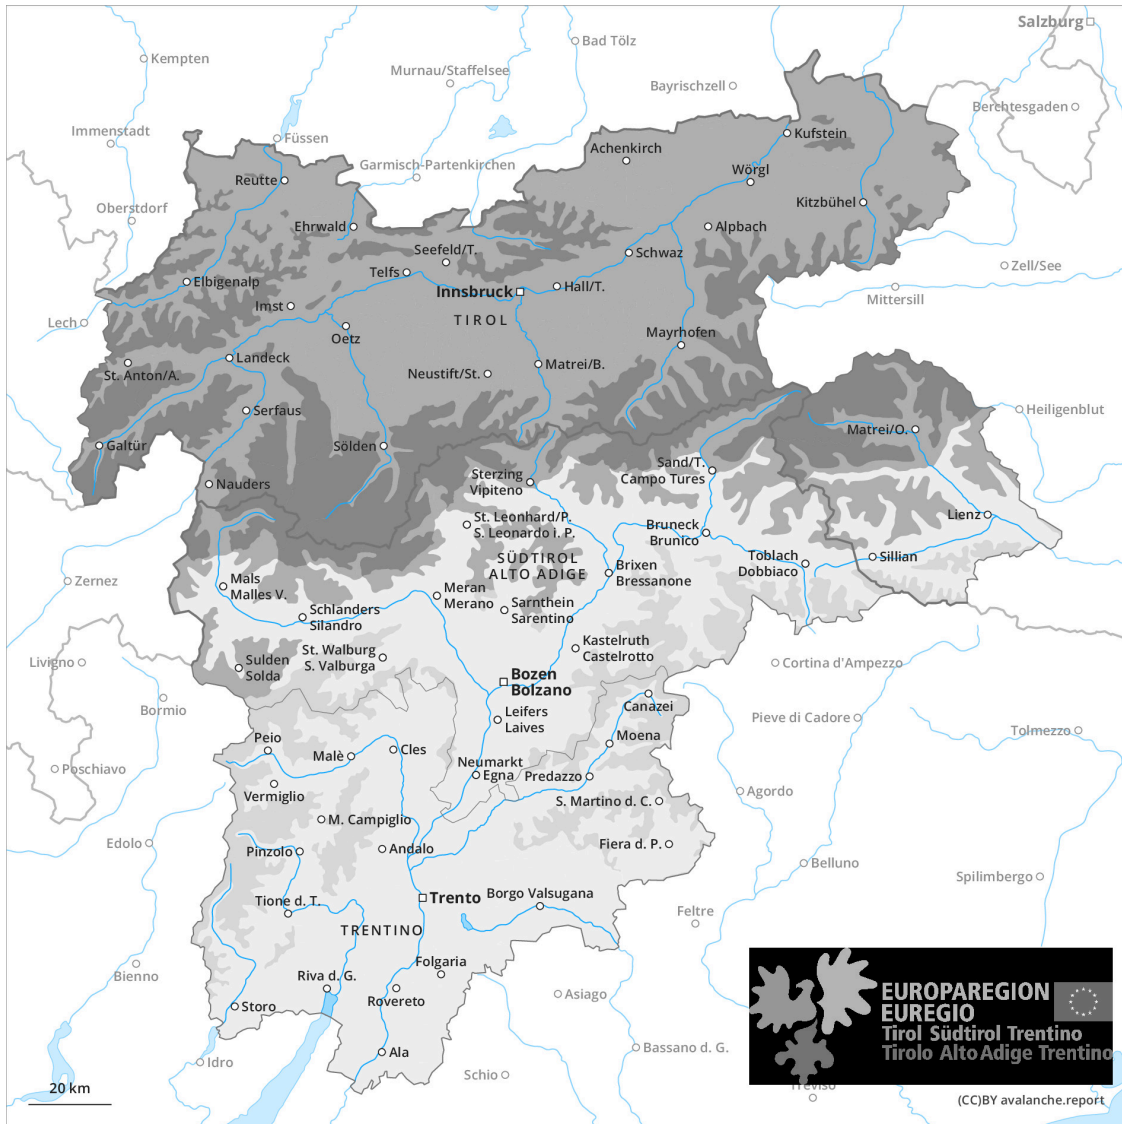 Salzburg
Bad Tölz
Kempten
Murnau/Staffelsee
Bayrischzell
Berchtesgaden
Immenstadt
Füssen
Kufstein
Achenkirch
Garmisch-Partenkirchen
Wörgl
Reutte
Oberstdorf
Kitzbühel
Ehrwald
Alpbach
Seefeld/T.
Schwaz
Telfs
Zell/See
Elbigenalp
Hall/T.
Innsbruck
Mittersill
Imst
Lech
TIROL
Oetz
Mayrhofen
Landeck
Matrei/B.
St. Anton/A.
Neustift/St.
Serfaus
Heiligenblut
Matrei/O.
Galtür
Sölden
Sterzing
Vipiteno
Sand/T.
Campo Tures
Nauders
St. Leonhard/P.
S. Leonardo i. P.
Lienz
Bruneck
Brunico
SÜDTIROL
ALTO ADIGE
Toblach
Dobbiaco
Sillian
Brixen
Bressanone
Zernez
Mals
Malles V.
Meran
Merano
Sarnthein
Sarentino
Schlanders
Silandro
Kastelruth
Castelrotto
St. Walburg
S. Valburga
Livigno
Sulden
Solda
Cortina d'Ampezzo
Bozen
Bolzano
Canazei
Bormio
Leifers
Laives
Pieve di Cadore
Tolmezzo
Peio
Moena
Malè
Cles
Neumarkt
Egna
Predazzo
Poschiavo
Vermiglio
Agordo
S. Martino d. C.
M. Campiglio
Edolo
Pinzolo
Andalo
Fiera d. P.
Belluno
Spilimbergo
Tione d. T.
Trento
Borgo Valsugana
Feltre
TRENTINO
Folgaria
Bienno
Riva d. G.
Rovereto
Asiago
Storo
EUROPAREGION
EUREGIO
Tirol Südtirol Trentino
Tirolo Alto Adige Trentino
Ala
Idro
Bassano d. G.
Schio
Treviso
20 km
(CC)BY avalanche.report